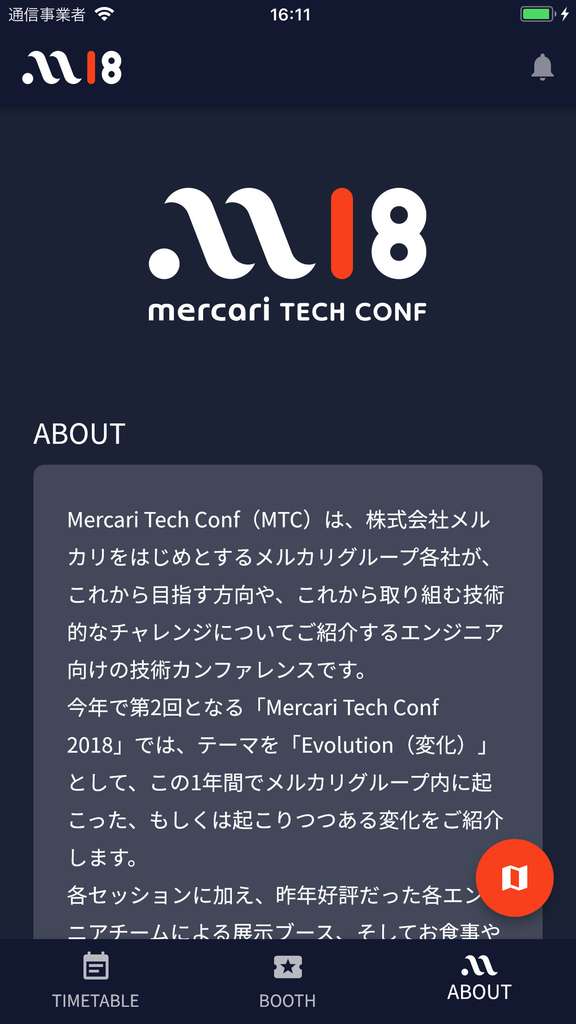 通信事業者 16:11
18
18
mercari TECH CONF
ABOUT
Mercari Tech Conf（MTC）は、株式会社メル
カリをはじめとするメルカリグループ各社が、
これから目指す方向や、これから取り組む技術
的なチャレンジについてご紹介するエンジニア
向けの技術カンファレンスです。
今年で第2回となる「Mercari Tech Conf
2018」では、テーマを「Evolution（変化）」
として、この1年間でメルカリグループ内に起
こった、もしくは起こりつつある変化をご紹介
します。
各セッションに加え、昨年好評だった各エン
ニアチームによる展示ブース、そしてお食事や
TIMETABLE BOOTH ABOUT